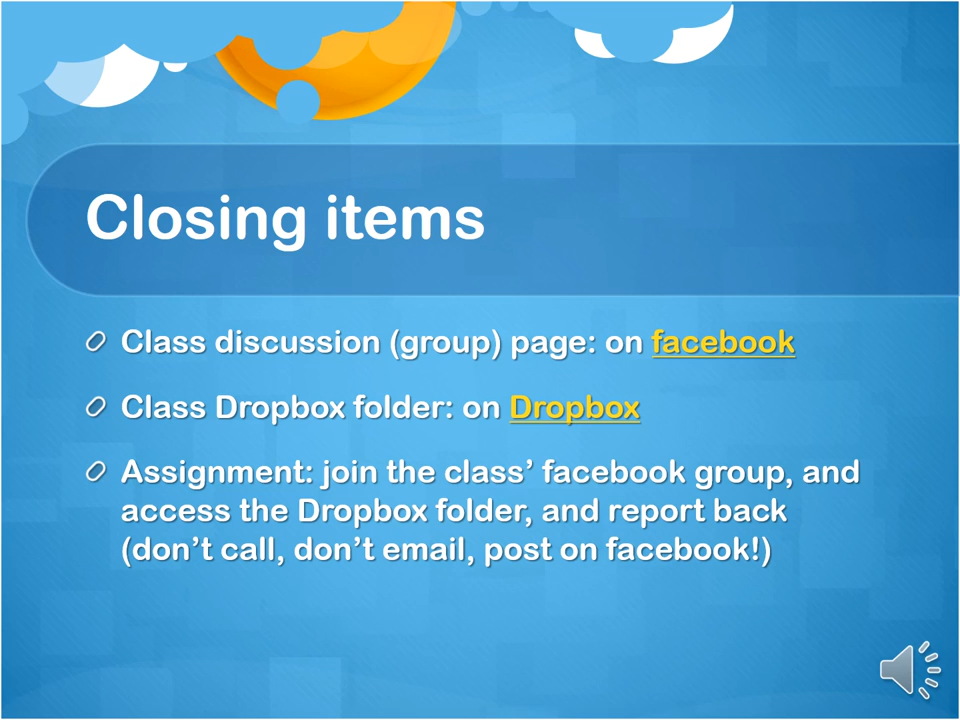 Closing items
Class discussion (group) page: on facebook
Class Dropbox folder: on Dropbox
Assignment: join the class’ facebook group, and
access the Dropbox folder, and report back
(don’t call, don’t email, post on facebook!)